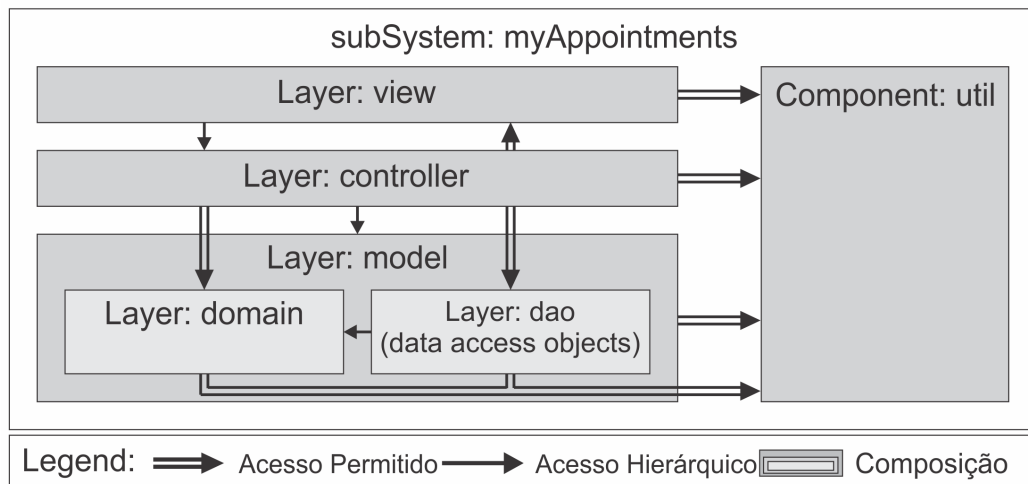 subSystem: myAppointments
Layer: view
Component: util
Layer: controller
Layer: model
Layer: domain
Layer: dao
(data access objects)
Legend: Acesso Permitido Acesso Hierárquico Composição